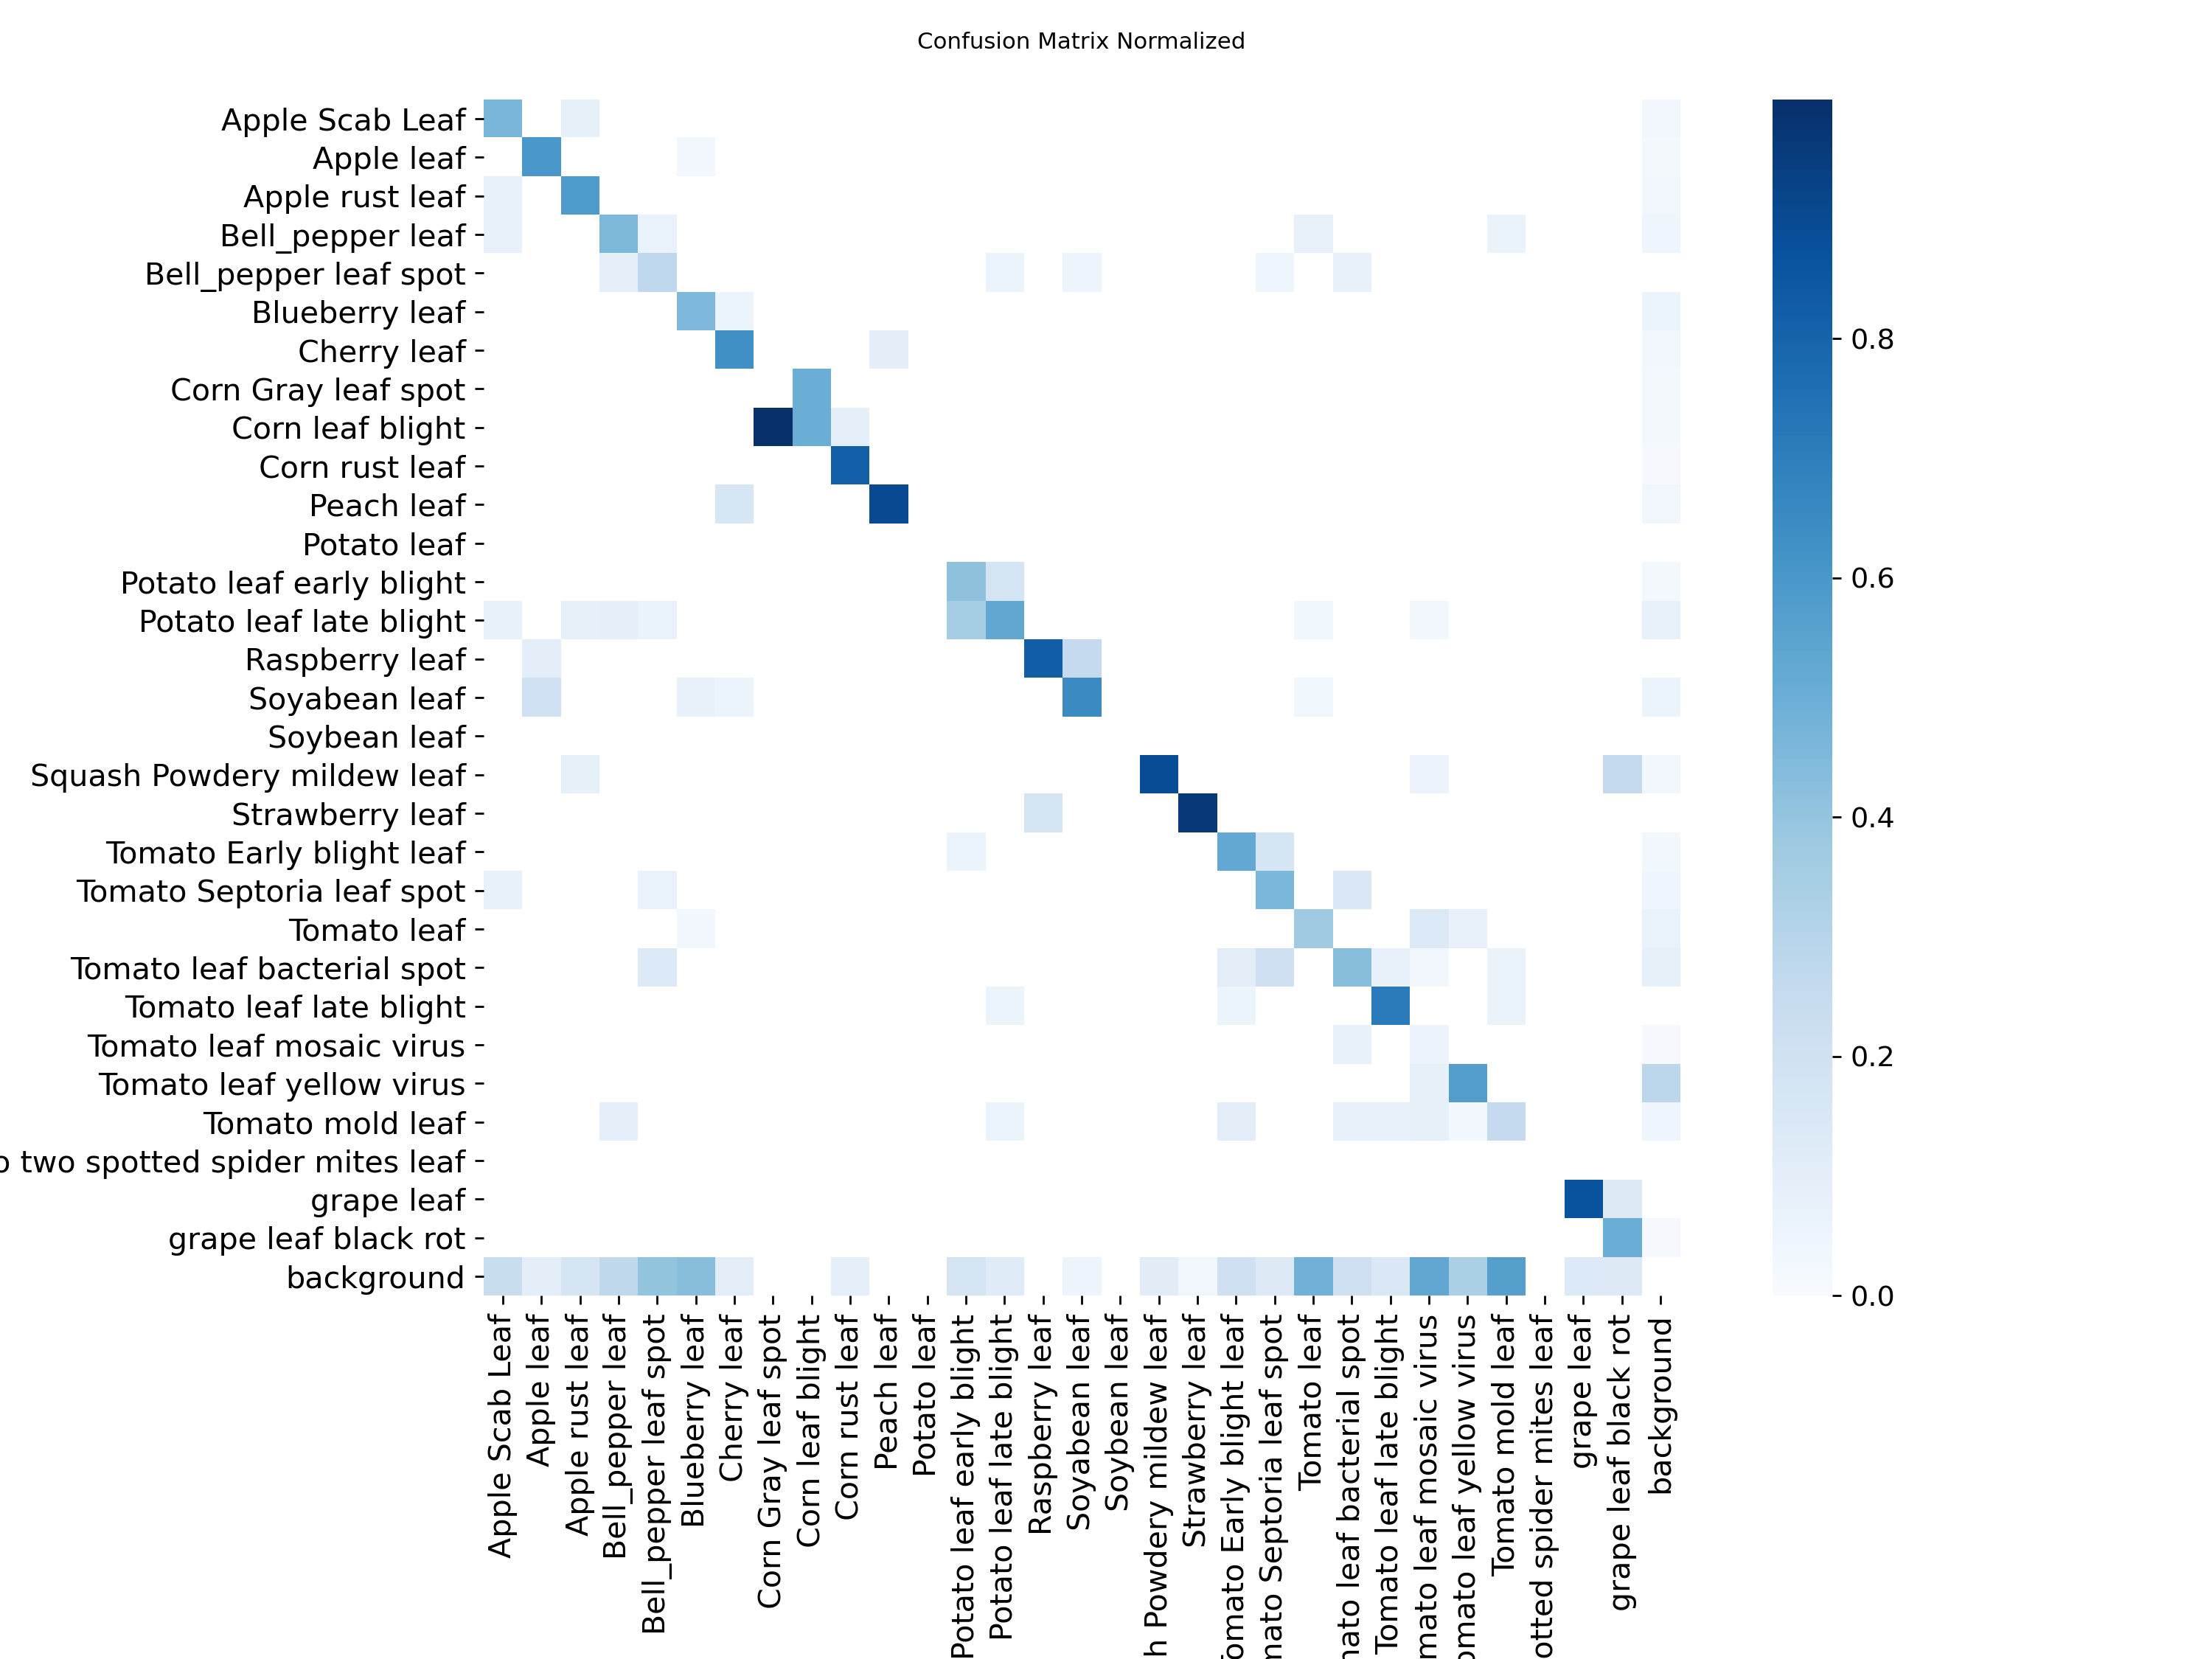 Confusion Matrix Normalized
Apple Scab Leaf
Apple leaf
Apple rust leaf
Bell_pepper leaf
Bell_pepper leaf spot
Blueberry leaf
Cherry leaf
Corn Gray leaf spot
Corn leaf blight
Corn rust leaf
Peach leaf
Potato leaf
Potato leaf early blight
Potato leaf late blight
Raspberry leaf
Soyabean leaf
Soybean leaf
Squash Powdery mildew leaf
Strawberry leaf
Tomato Early blight leaf
Tomato Septoria leaf spot
Tomato leaf
Tomato leaf bacterial spot
Tomato leaf late blight
Tomato leaf mosaic virus
Tomato leaf yellow virus
Tomato mold leaf
o two spotted spider mites leaf
grape leaf
grape leaf black rot
background
Apple Scab Leaf
Apple leaf
Apple rust leaf
Bell_pepper leaf
Bell_pepper leaf spot
Blueberry leaf
Cherry leaf
Corn Gray leaf spot
Corn leaf blight
Corn rust leaf
Peach leaf
Potato leaf
Potato leaf early blight
Potato leaf late blight
Raspberry leaf
Soyabean leaf
Soybean leaf
h Powdery mildew leaf
Strawberry leaf
Tomato Early blight leaf
mato Septoria leaf spot
Tomato leaf
nato leaf bacterial spot
Tomato leaf late blight
mato leaf mosaic virus
omato leaf yellow virus
Tomato mold leaf
otted spider mites leaf
grape leaf
grape leaf black rot
background
0.8
0.6
0.4
0.2
0.0